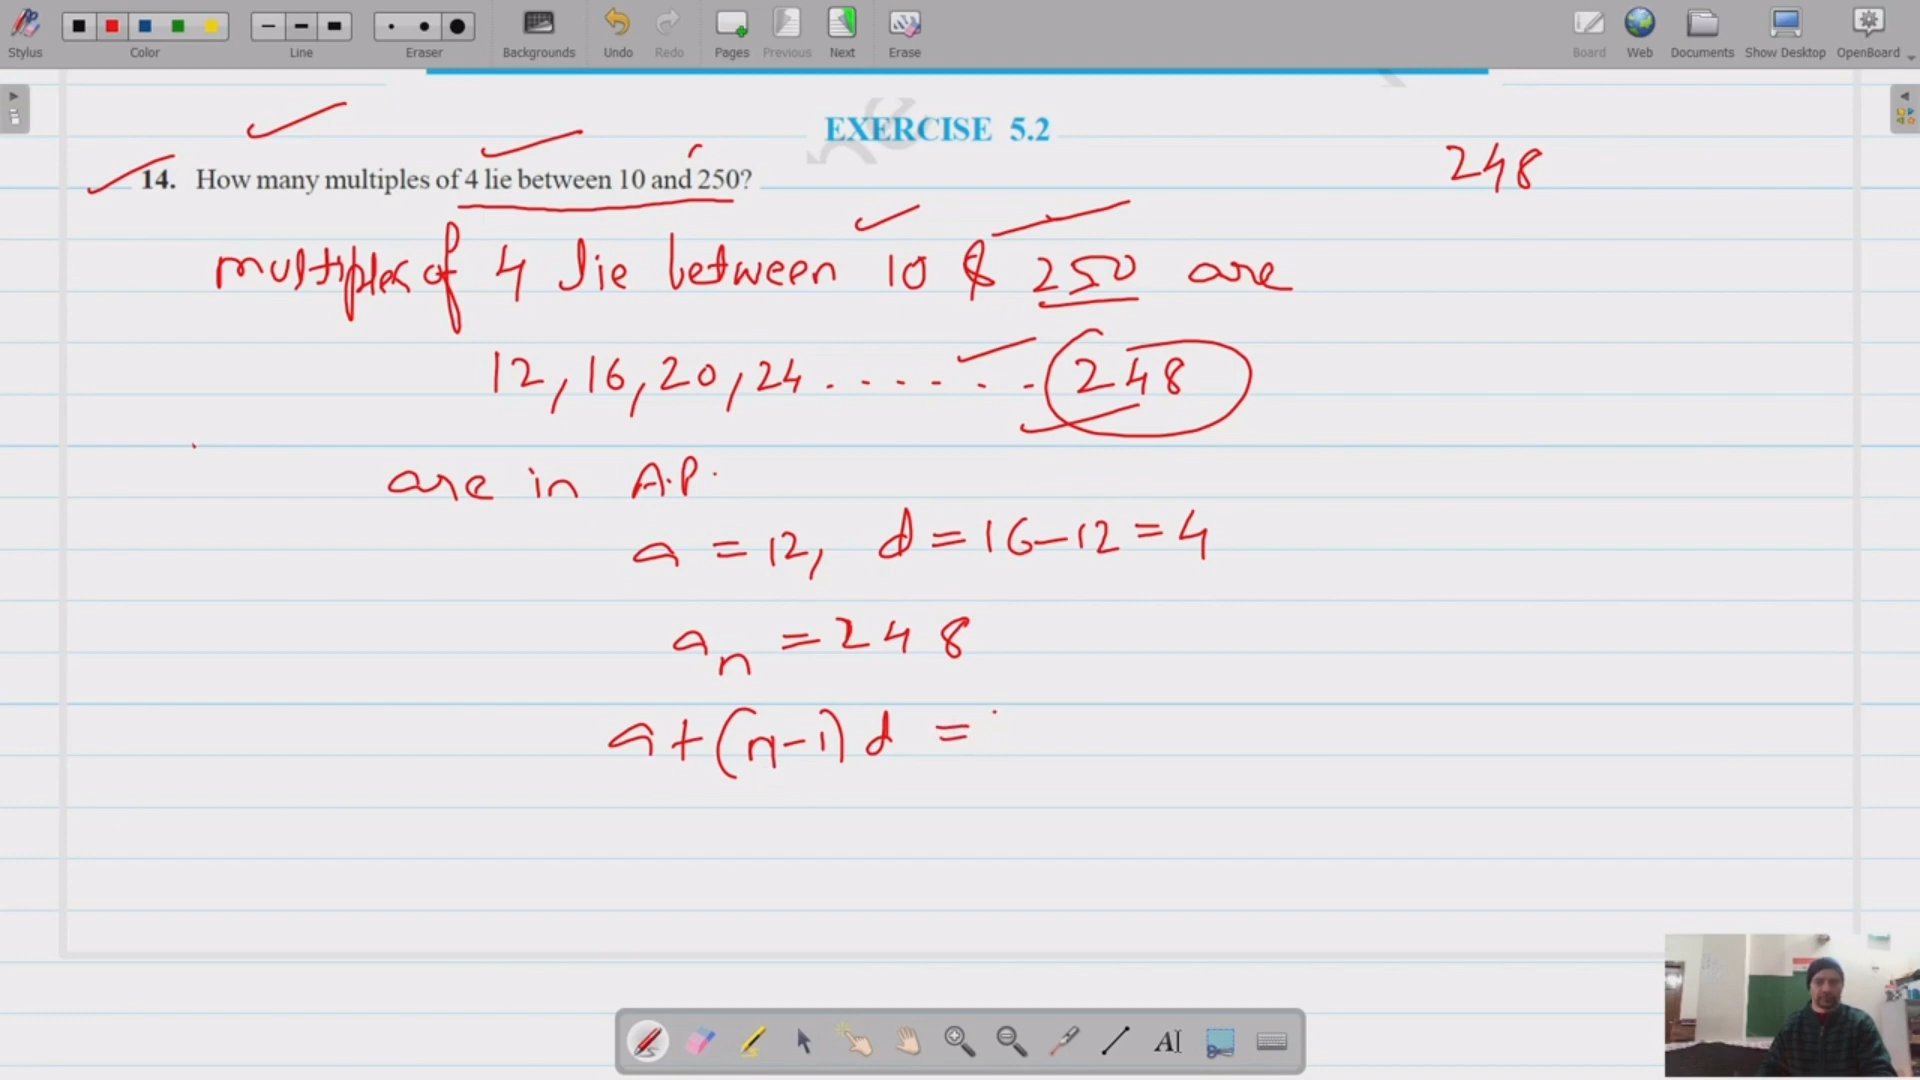 Stylus
Color
Line
Eraser
Backgrounds
Undo
Redo
Pages
Previous
Next
Erase
Board
Web
Documents
Show Desktop
OpenBoard
EXERCISE 5.2
14. How many multiples of 4 lie between 10 and 250?
248
multiples of 4 lie between 10 & 250 are
12, 16, 20, 24 . . . . . . . 248
are in A.P.
a = 12, d = 16 - 12 = 4
aₙ = 248
a + (n - 1) d =
AI